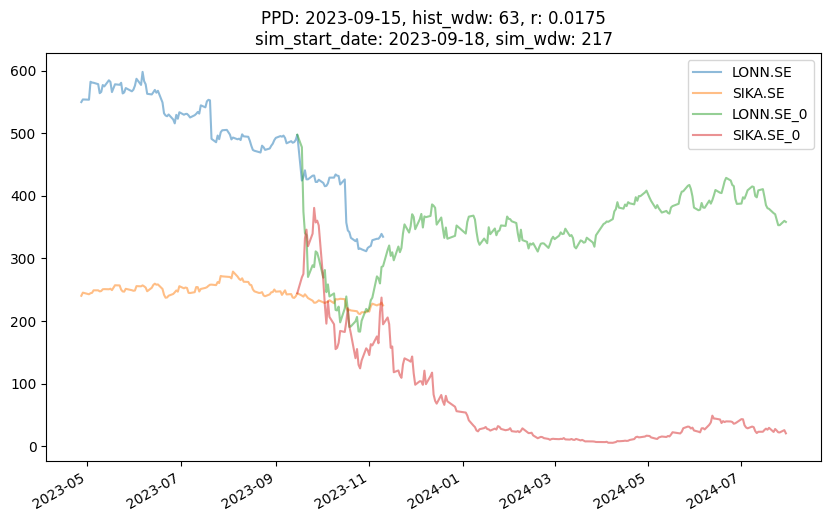 PPD: 2023-09-15, hist_wdw: 63, r: 0.0175
sim_start_date: 2023-09-18, sim_wdw: 217
LONN.SE
SIKA.SE
LONN.SE_0
SIKA.SE_0
600
500
400
300
200
100
0
2023-05
2023-07
2023-09
2023-11
2024-01
2024-03
2024-05
2024-07